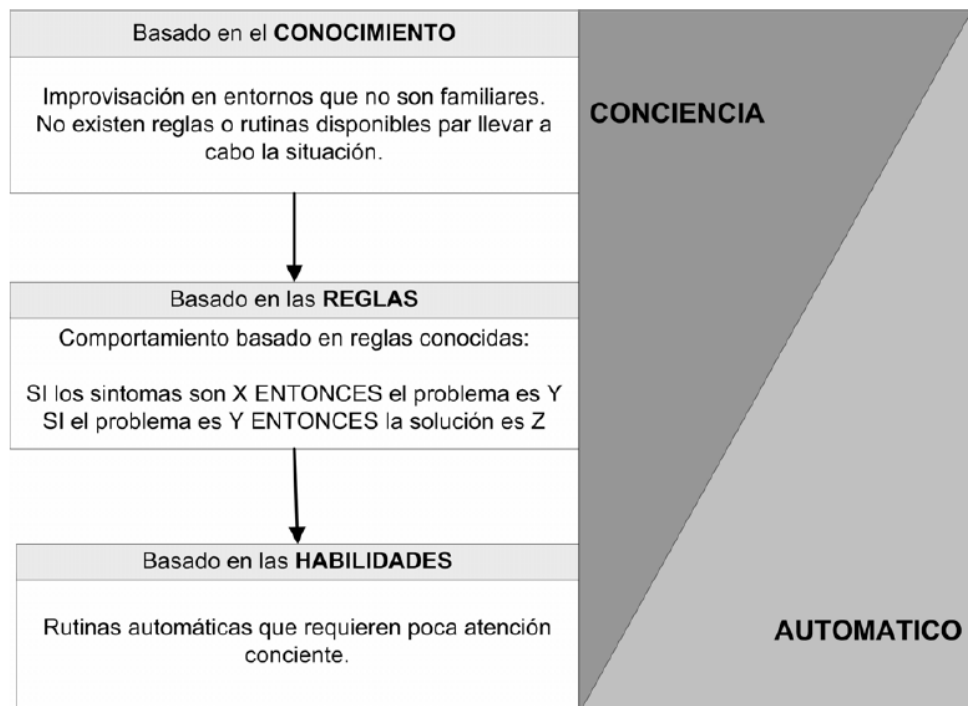 Basado en el CONOCIMIENTO
Improvisación en entornos que no son familiares.
No existen reglas o rutinas disponibles par llevar a
cabo la situación.
CONCIENCIA
Basado en las REGLAS
Comportamiento basado en reglas conocidas:
SI los sintomas son X ENTONCES el problema es Y
SI el problema es Y ENTONCES la solución es Z
Basado en las HABILIDADES
Rutinas automáticas que requieren poca atención
conciente.
AUTOMATICO